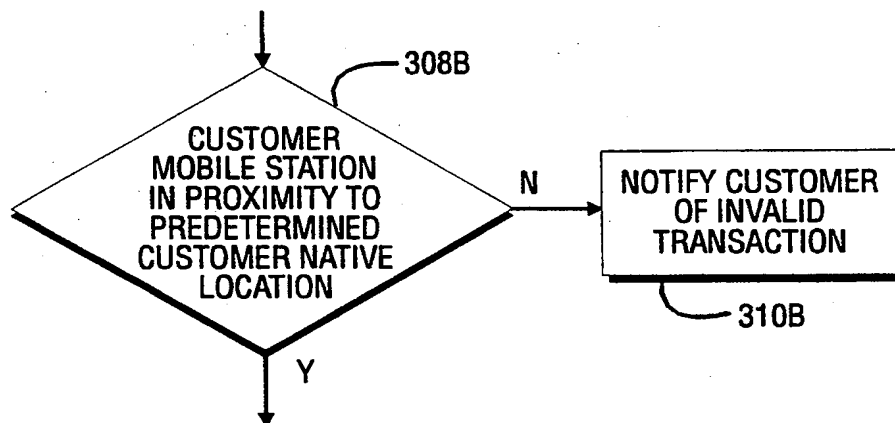 308B
CUSTOMER
MOBILE STATION
IN PROXIMITY TO
PREDETERMINED
CUSTOMER NATIVE
LOCATION
N
NOTIFY CUSTOMER
OF INVALID
TRANSACTION
310B
Y